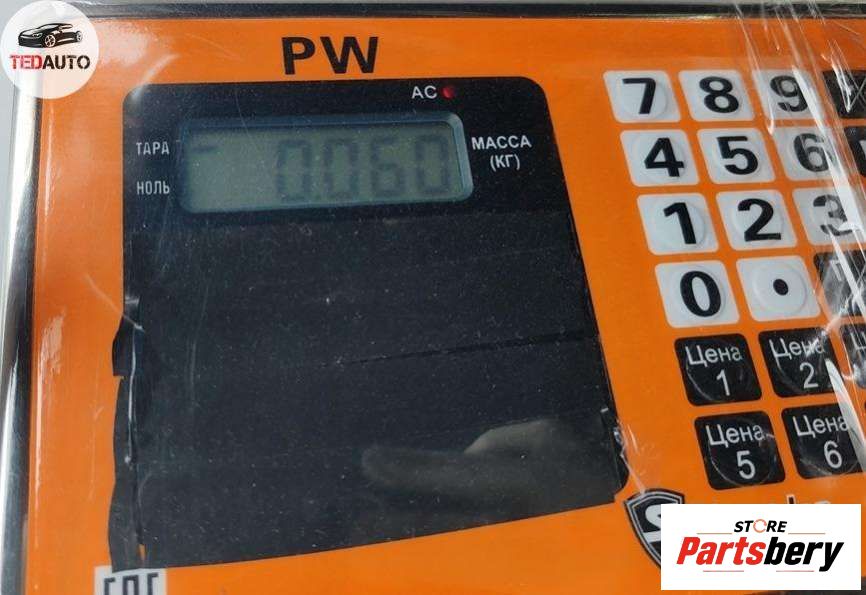 TEDAUTO
PW
AC
ТАРА
0.060
МАССА
(КГ)
НОЛЬ
7 8 9
4 5 6
1 2 3
0 .
Цена 1
Цена 2
Цена 5
Цена 6
STORE
Partsbery